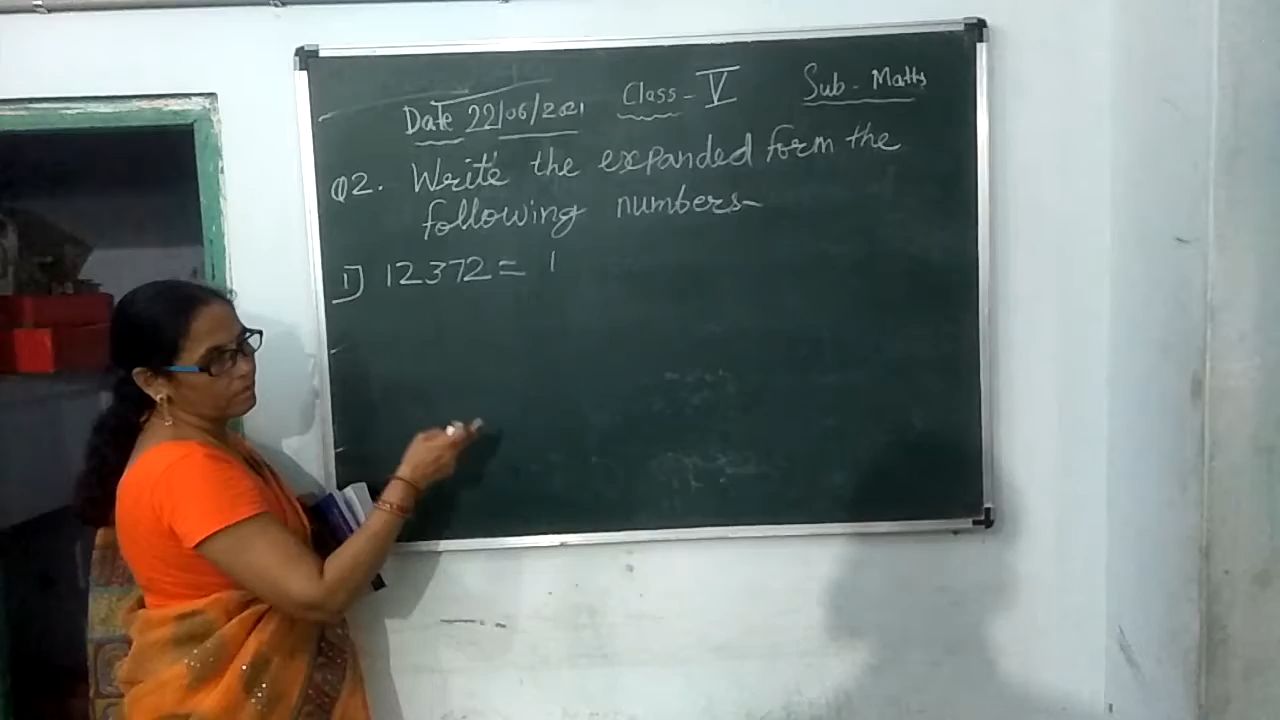 Date 22/06/2021 Class - V Sub - Maths
Q2. Write the expanded form the
following numbers-
1) 12372 = 1